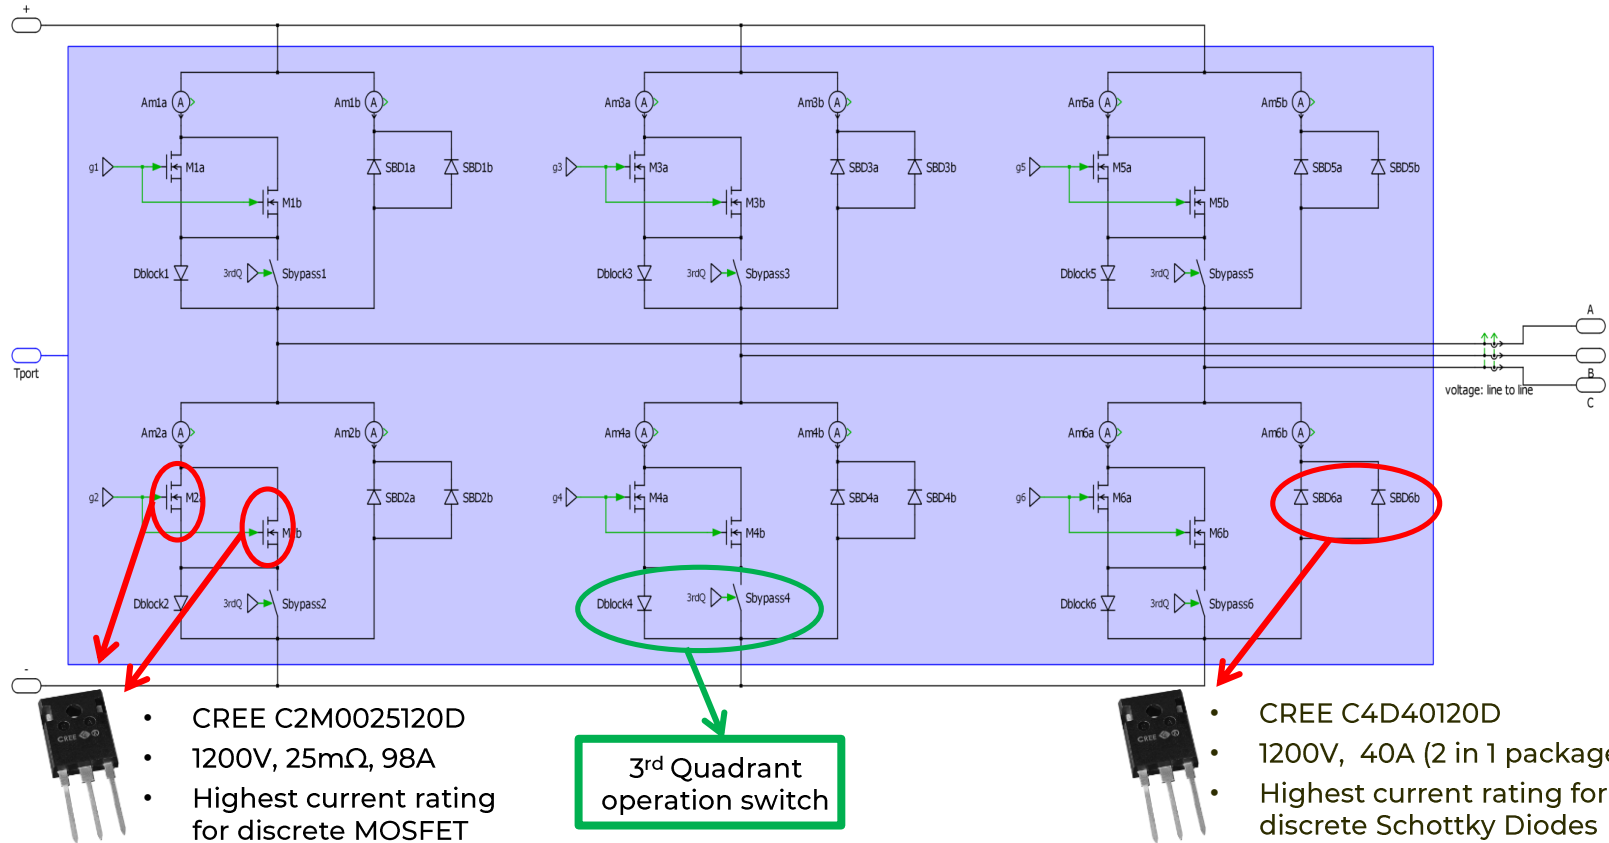 +
Am1a A Am1b A Am3a A Am3b A Am5a A Am5b A
g1 M1a SBD1a SBD1b g3 M3a SBD3a SBD3b g5 M5a SBD5a SBD5b
M1b M3b M5b
Dblock1 3rdQ Sbypass1 Dblock3 3rdQ Sbypass3 Dblock5 3rdQ Sbypass5
A
Tport
B
voltage: line to line
C
Am2a A Am2b A Am4a A Am4b A Am6a A Am6b A
g2 M2 SBD2a SBD2b g4 M4a SBD4a SBD4b g6 M6a SBD6a SBD6b
b M4b M6b
Dblock2 3rdQ Sbypass2 Dblock4 3rdQ Sbypass4 Dblock6 3rdQ Sbypass6
-
CREE
• CREE C2M0025120D
• 1200V, 25mΩ, 98A
• Highest current rating
for discrete MOSFET
3rd Quadrant
operation switch
CREE
• CREE C4D40120D
• 1200V, 40A (2 in 1 package
• Highest current rating for
discrete Schottky Diodes